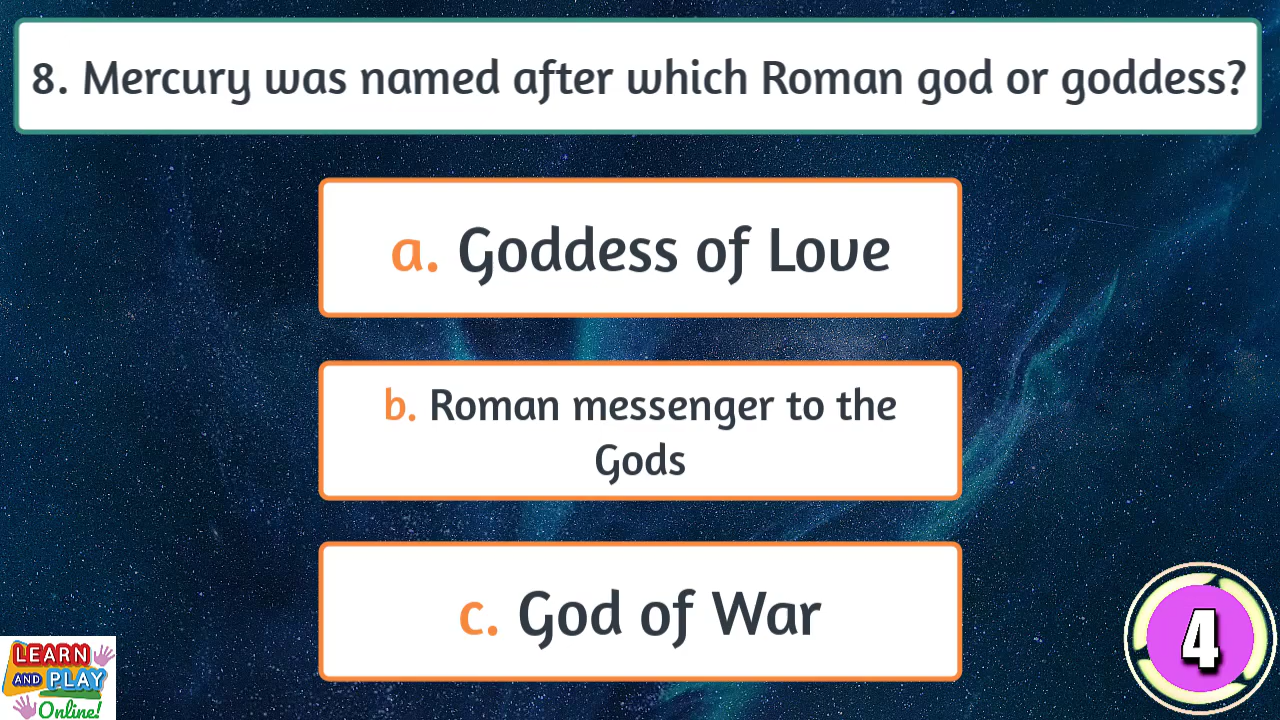 8. Mercury was named after which Roman god or goddess?
a. Goddess of Love
b. Roman messenger to the
Gods
c. God of War
4
LEARN
AND PLAY
Online!